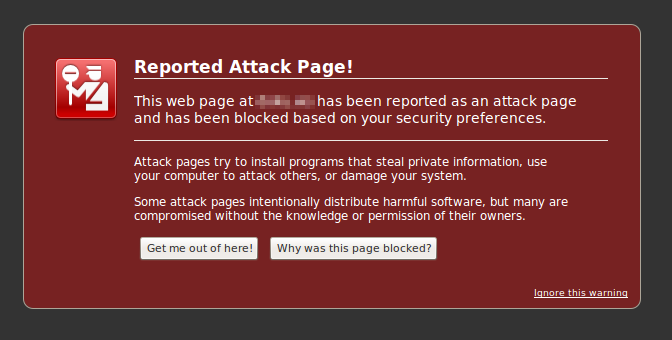 Reported Attack Page!
This web page at has been reported as an attack page
and has been blocked based on your security preferences.
Attack pages try to install programs that steal private information, use
your computer to attack others, or damage your system.
Some attack pages intentionally distribute harmful software, but many are
compromised without the knowledge or permission of their owners.
Get me out of here!
Why was this page blocked?
Ignore this warning